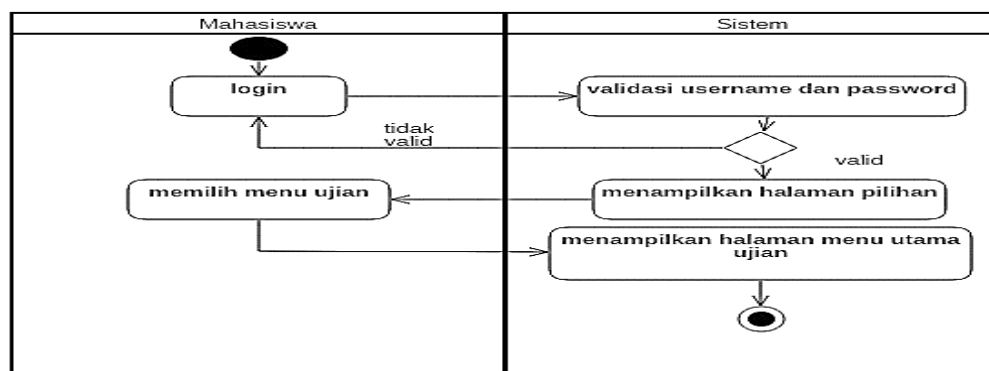 Mahasiswa
Sistem
login
validasi username dan password
tidak
valid
valid
memilih menu ujian
menampilkan halaman pilihan
menampilkan halaman menu utama
ujian